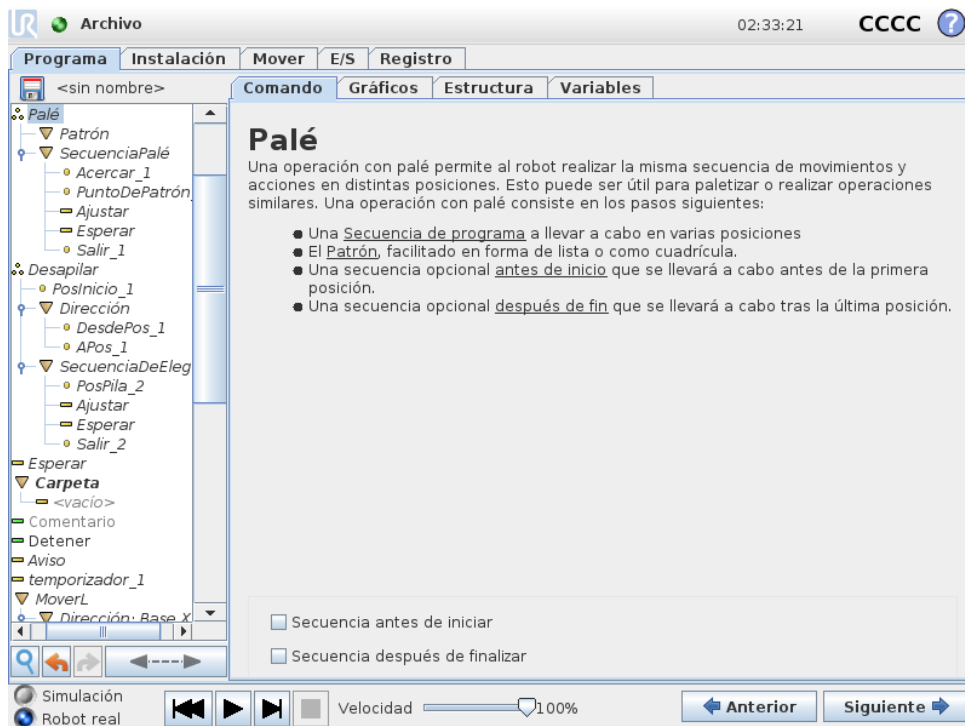 UR Archivo 02:33:21 CCCC ?
Programa Instalación Mover E/S Registro
<sin nombre>
Comando Gráficos Estructura Variables
Palé
Patrón
SecuenciaPalé
Acercar_1
PuntoDePatrón_
Ajustar
Esperar
Salir_1
Desapilar
PosInicio_1
Dirección
DesdePos_1
APos_1
SecuenciaDeEleg
PosPila_2
Ajustar
Esperar
Salir_2
Esperar
Carpeta
<vacío>
Comentario
Detener
Aviso
temporizador_1
MoverL
Dirección: Base X
Palé
Una operación con palé permite al robot realizar la misma secuencia de movimientos y
acciones en distintas posiciones. Esto puede ser útil para paletizar o realizar operaciones
similares. Una operación con palé consiste en los pasos siguientes:
Una Secuencia de programa a llevar a cabo en varias posiciones
El Patrón, facilitado en forma de lista o como cuadrícula.
Una secuencia opcional antes de inicio que se llevará a cabo antes de la primera
posición.
Una secuencia opcional después de fin que se llevará a cabo tras la última posición.
Secuencia antes de iniciar
Secuencia después de finalizar
Simulación
Robot real
Velocidad 100%
Anterior Siguiente